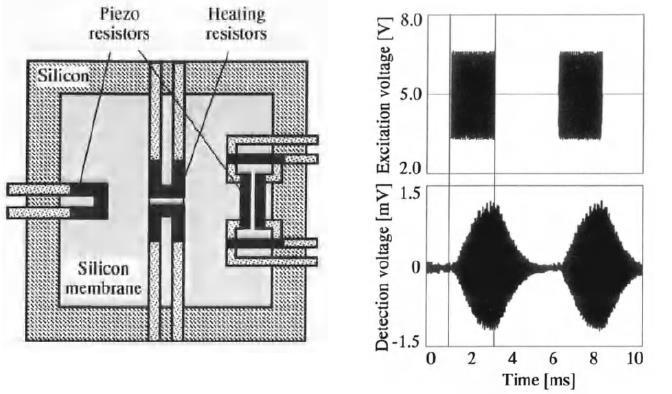 Piezo
resistors
Heating
resistors
Silicon
Silicon
membrane
Excitation voltage [V]
8.0
5.0
2.0
Detection voltage [mV]
1.5
0
-1.5
0 2 4 6 8 10
Time [ms]